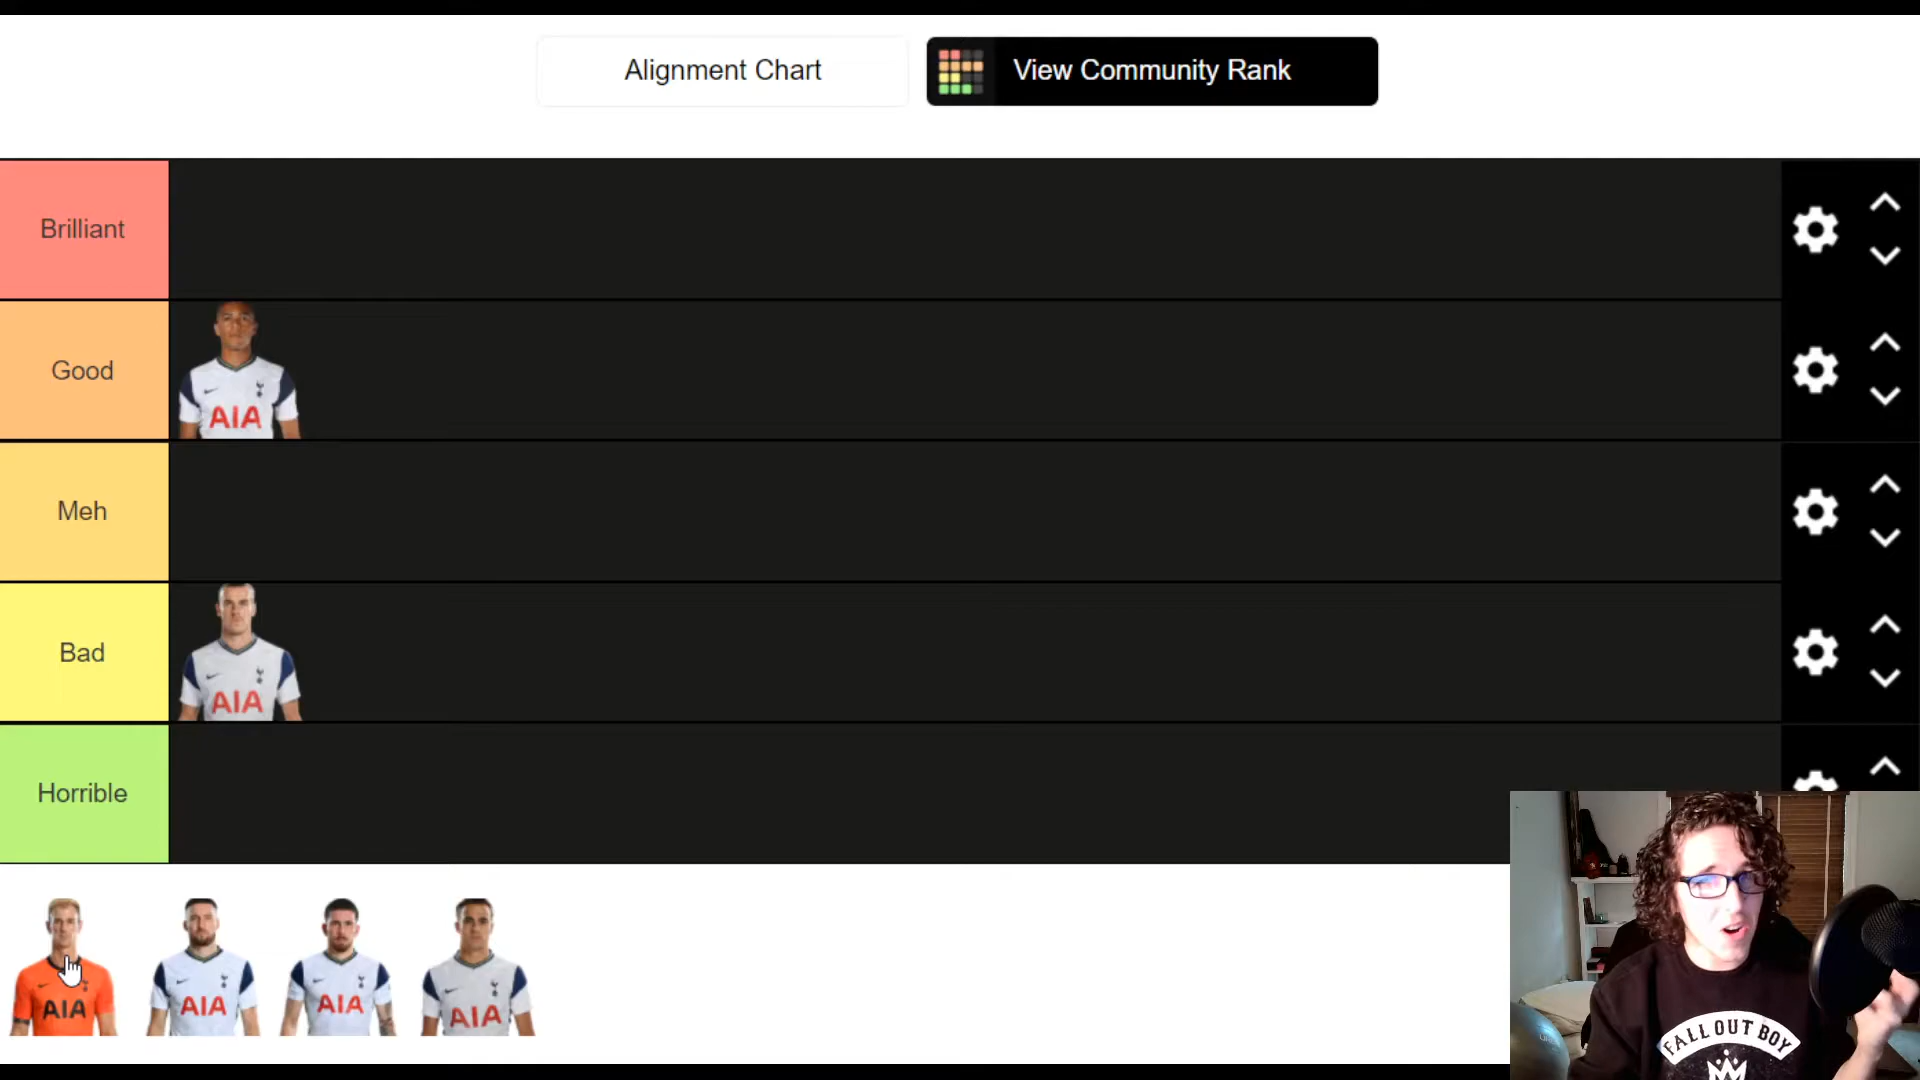 Alignment Chart
View Community Rank
Brilliant
Good
AIA
Meh
Bad
AIA
Horrible
AIA
AIA
AIA
AIA
FALL OUT BOY